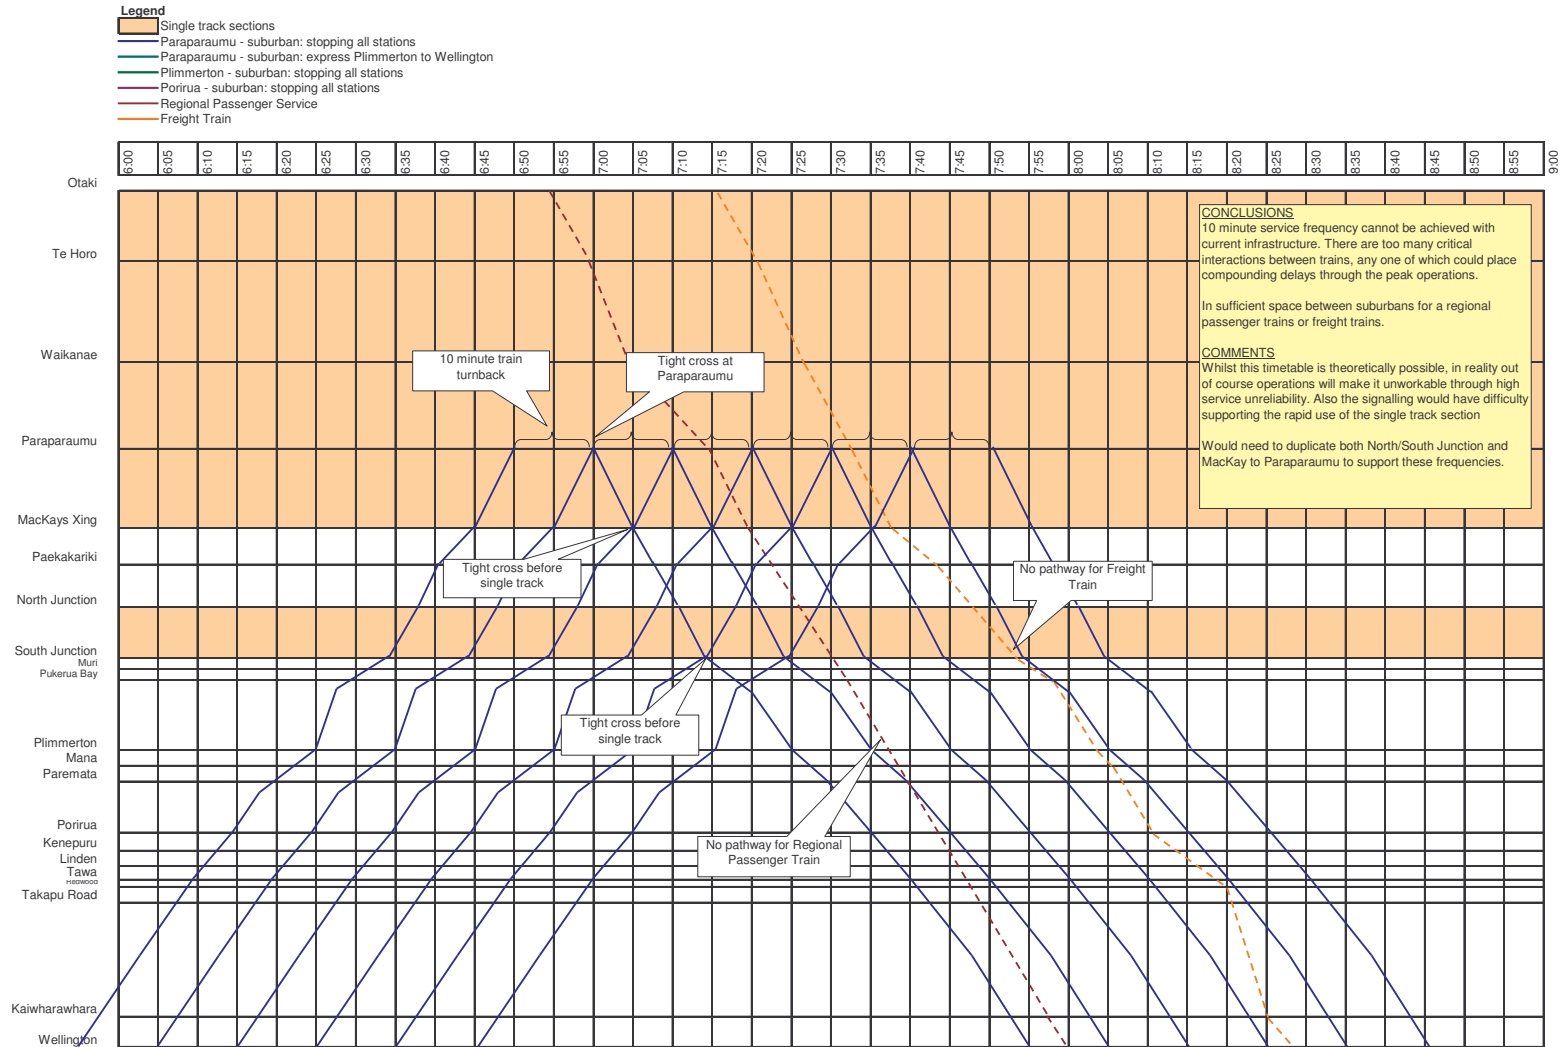 Legend
Single track sections
Paraparaumu - suburban: stopping all stations
Paraparaumu - suburban: express Plimmerton to Wellington
Plimmerton - suburban: stopping all stations
Porirua - suburban: stopping all stations
Regional Passenger Service
Freight Train
6:00 6:05 6:10 6:15 6:20 6:25 6:30 6:35 6:40 6:45 6:50 6:55 7:00 7:05 7:10 7:15 7:20 7:25 7:30 7:35 7:40 7:45 7:50 7:55 8:00 8:05 8:10 8:15 8:20 8:25 8:30 8:35 8:40 8:45 8:50 8:55 9:00
Otaki
Te Horo
Waikanae
Paraparaumu
MacKays Xing
Paekakariki
North Junction
South Junction
Muri
Pukerua Bay
Plimmerton
Mana
Paremata
Porirua
Kenepuru
Linden
Tawa
Redwood
Takapu Road
Kaiwharawhara
Wellington
10 minute train
turnback
Tight cross at
Paraparaumu
Tight cross before
single track
No pathway for Freight
Train
Tight cross before
single track
No pathway for Regional
Passenger Train
CONCLUSIONS
10 minute service frequency cannot be achieved with
current infrastructure. There are too many critical
interactions between trains, any one of which could place
compounding delays through the peak operations.
In sufficient space between suburbans for a regional
passenger trains or freight trains.
COMMENTS
Whilst this timetable is theoretically possible, in reality out
of course operations will make it unworkable through high
service unreliability. Also the signalling would have difficulty
supporting the rapid use of the single track section
Would need to duplicate both North/South Junction and
MacKay to Paraparaumu to support these frequencies.